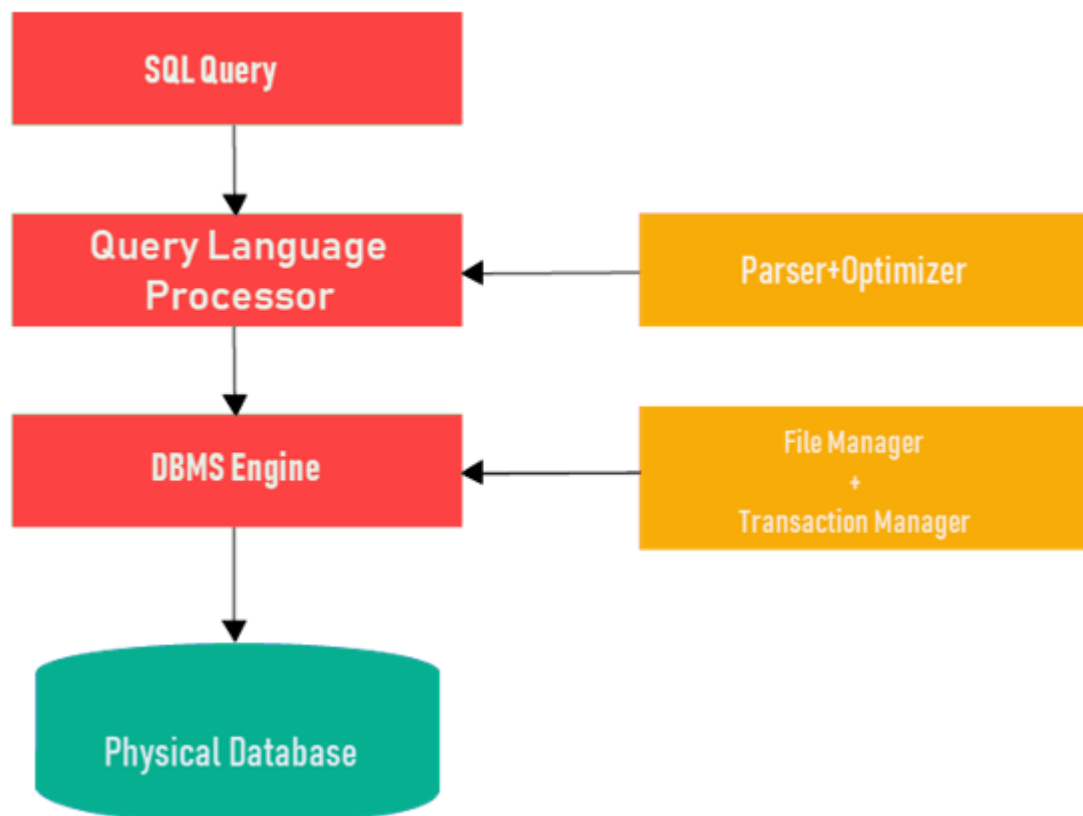 SQL Query
Query Language
Processor
Parser+Optimizer
DBMS Engine
File Manager
+
Transaction Manager
Physical Database